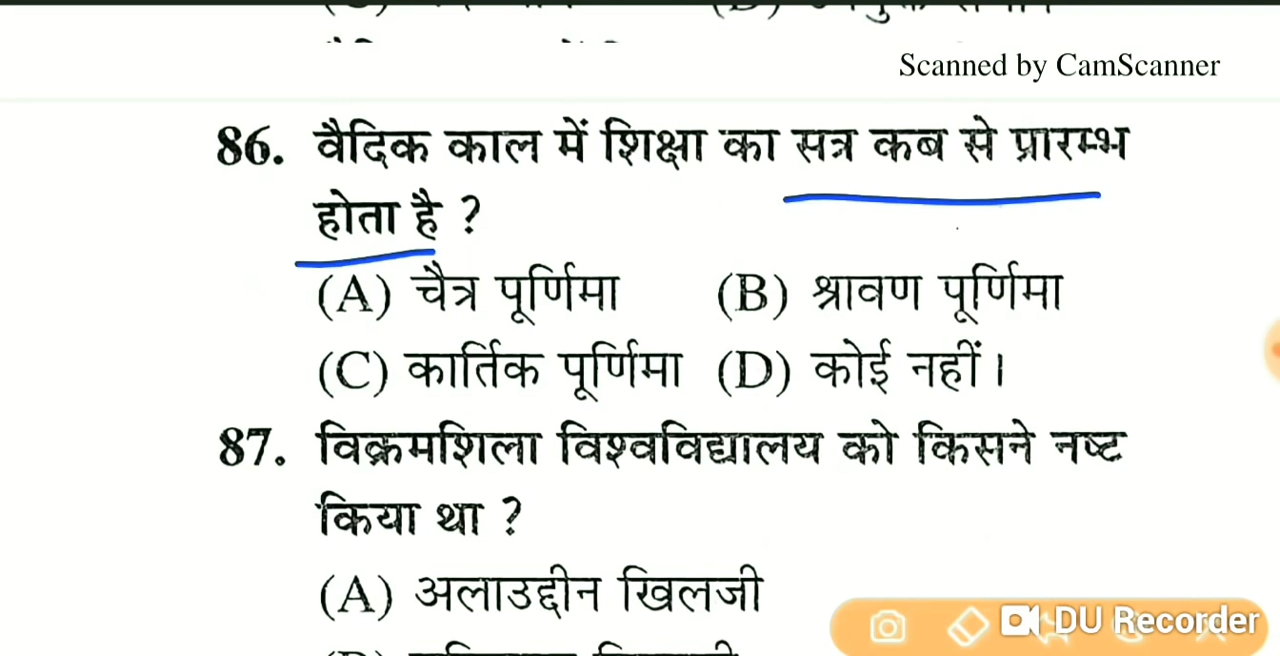 Scanned by CamScanner
86. वैदिक काल में शिक्षा का सत्र कब से प्रारम्भ
होता है ?
(A) चैत्र पूर्णिमा (B) श्रावण पूर्णिमा
(C) कार्तिक पूर्णिमा (D) कोई नहीं।
87. विक्रमशिला विश्वविद्यालय को किसने नष्ट
किया था ?
(A) अलाउद्दीन खिलजी
DU Recorder